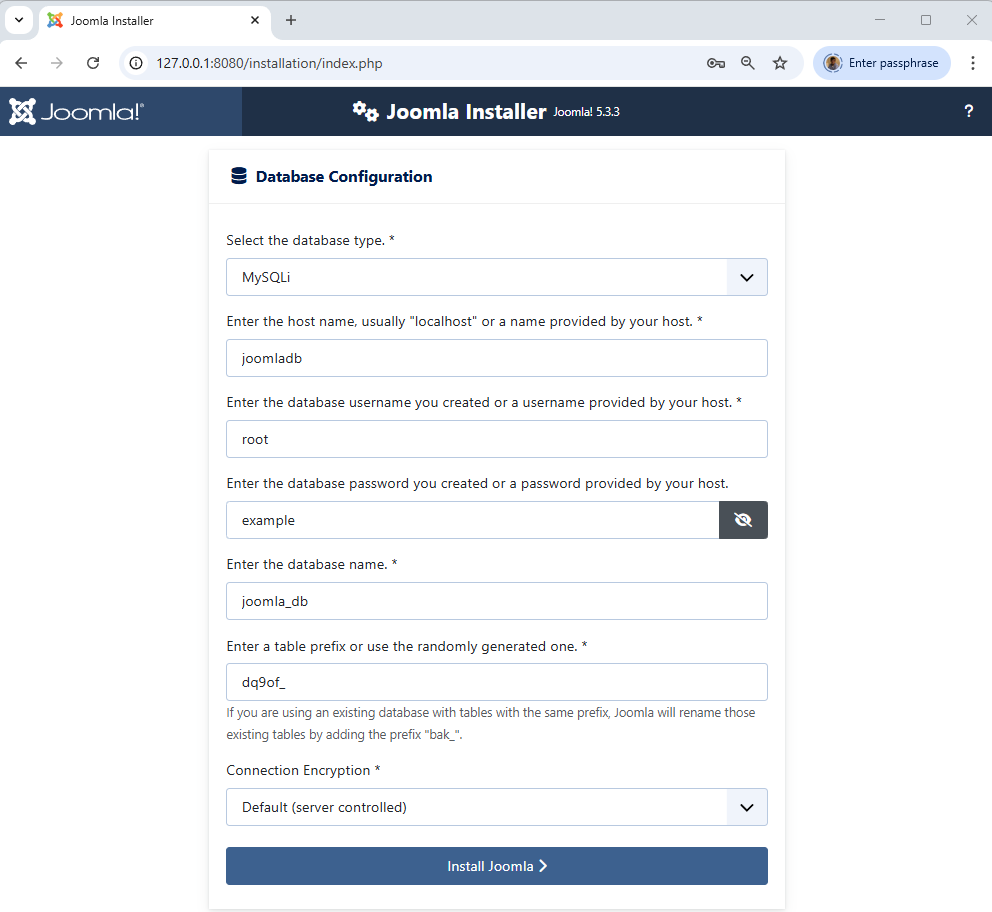 Joomla Installer
127.0.0.1:8080/installation/index.php
Enter passphrase
Joomla!®
Joomla Installer Joomla! 5.3.3
?
Database Configuration
Select the database type. *
MySQLi
Enter the host name, usually "localhost" or a name provided by your host. *
joomladb
Enter the database username you created or a username provided by your host. *
root
Enter the database password you created or a password provided by your host.
example
Enter the database name. *
joomla_db
Enter a table prefix or use the randomly generated one. *
dq9of_
If you are using an existing database with tables with the same prefix, Joomla will rename those
existing tables by adding the prefix "bak_".
Connection Encryption *
Default (server controlled)
Install Joomla